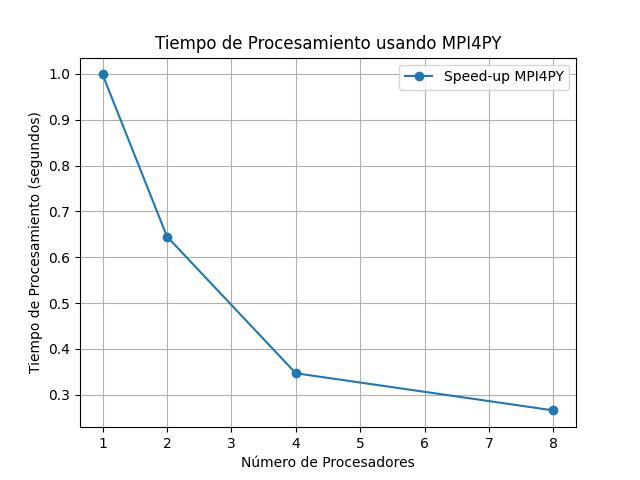 Tiempo de Procesamiento usando MPI4PY
Speed-up MPI4PY
Tiempo de Procesamiento (segundos)
1.0
0.9
0.8
0.7
0.6
0.5
0.4
0.3
1 2 3 4 5 6 7 8
Número de Procesadores